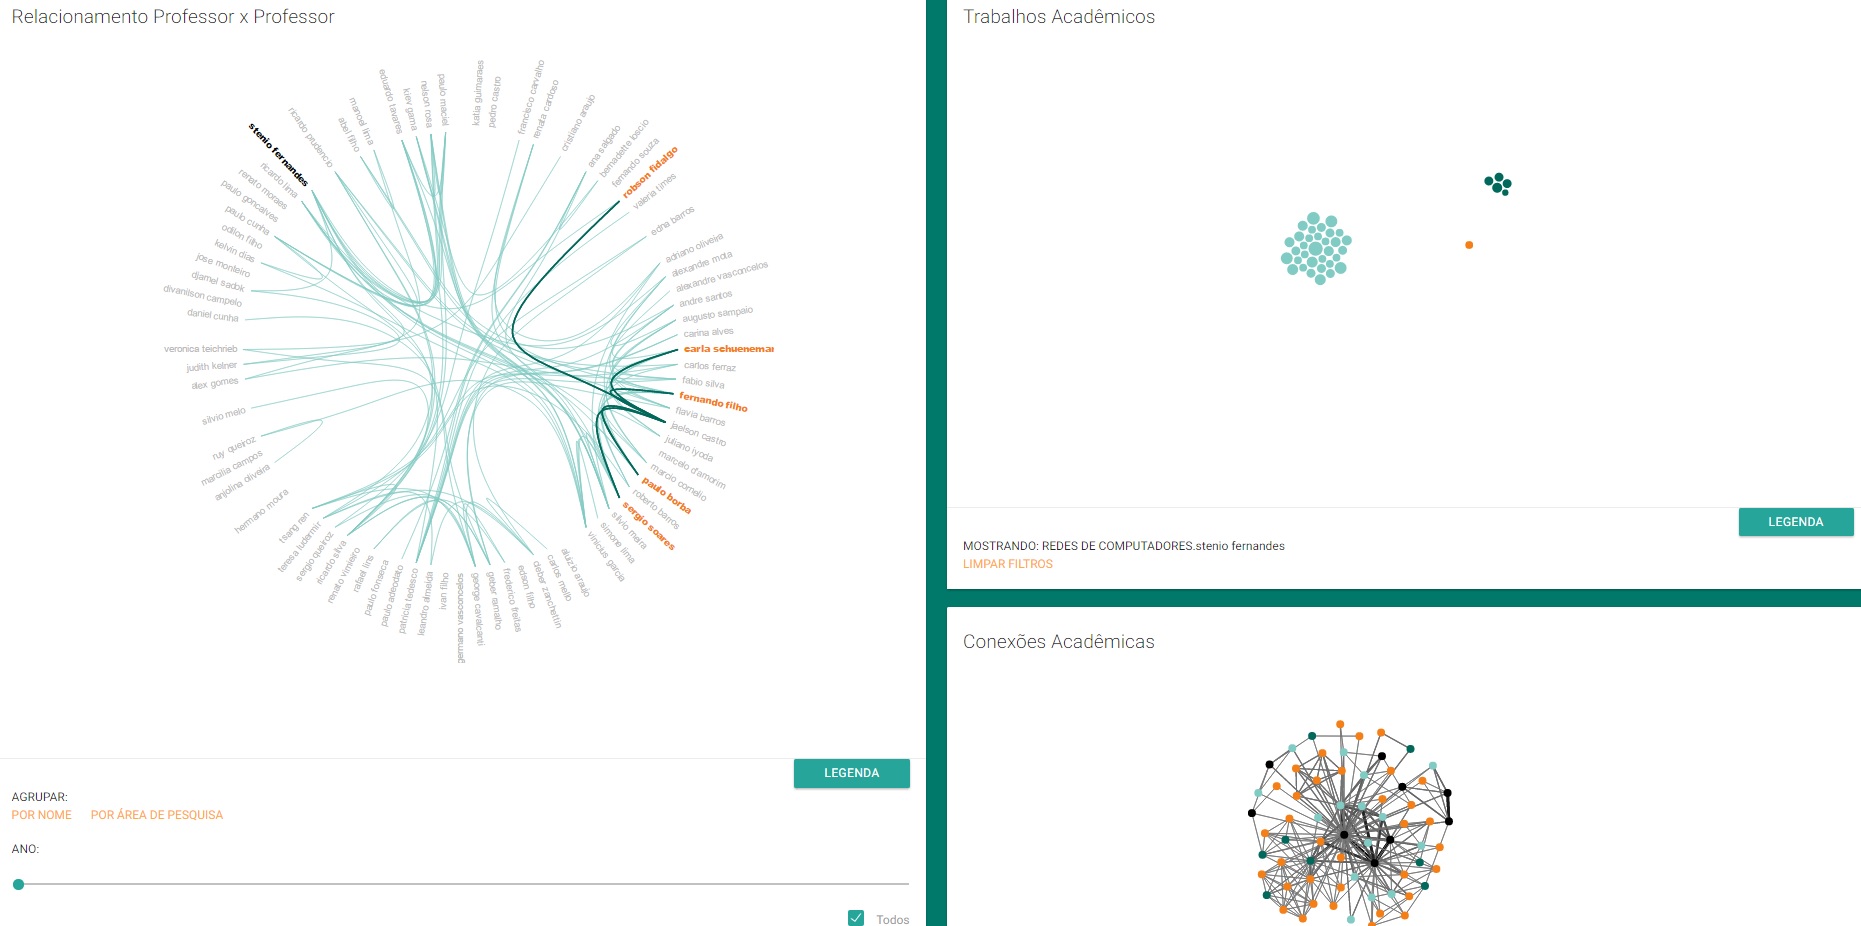 Relacionamento Professor x Professor
katia guimaraes
pedro castro
francisco carvalho
renata cardoso
cristiano araujo
ana salgado
bernadette loscio
fernando souza
robson fidalgo
valeria times
edna barros
adriano oliveira
alexandre mota
alexandre vasconcelos
andre santos
augusto sampaio
carina alves
carla schuenemar
carlos ferraz
fabio silva
fernando filho
flavia barros
jaelson castro
juliano iyoda
marcelo d'amorim
marcio cornelio
paulo borba
roberto barros
sergio soares
silvio meira
simone lima
vinicius garcia
aluizio araujo
carlos mello
cleber zanchettin
edson filho
frederico freitas
geber ramalho
george cavalcanti
germano vasconcelos
ivan filho
leandro almeida
patricia tedesco
paulo adeodato
paulo fonseca
rafael lins
renato vimieiro
ricardo silva
sergio queiroz
teresa ludermir
tsang ren
hermano moura
anjolina oliveira
marcilia campos
ruy queiroz
silvio melo
alex gomes
judith kelner
veronica teichrieb
daniel cunha
divanilson campelo
djamel sadok
jose monteiro
kelvin dias
odilon filho
paulo cunha
paulo goncalves
renato moraes
ricardo lima
stenio fernandes
ricardo prudencio
abel filho
manoel lima
eduardo tavares
kiev gama
nelson rosa
paulo maciel
LEGENDA
AGRUPAR:
POR NOME POR ÁREA DE PESQUISA
ANO:
Todos
Trabalhos Acadêmicos
LEGENDA
MOSTRANDO: REDES DE COMPUTADORES.stenio fernandes
LIMPAR FILTROS
Conexões Acadêmicas